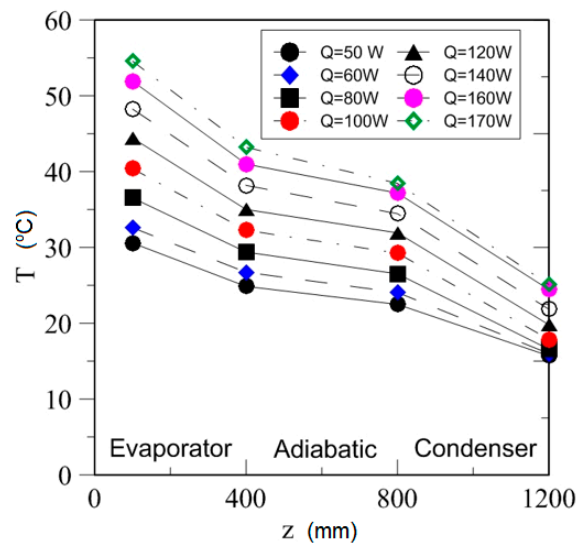 60
50
40
30
20
10
0
T (ºC)
Q=50 W
Q=120W
Q=60W
Q=140W
Q=80W
Q=160W
Q=100W
Q=170W
Evaporator
Adiabatic
Condenser
0
400
800
1200
z (mm)